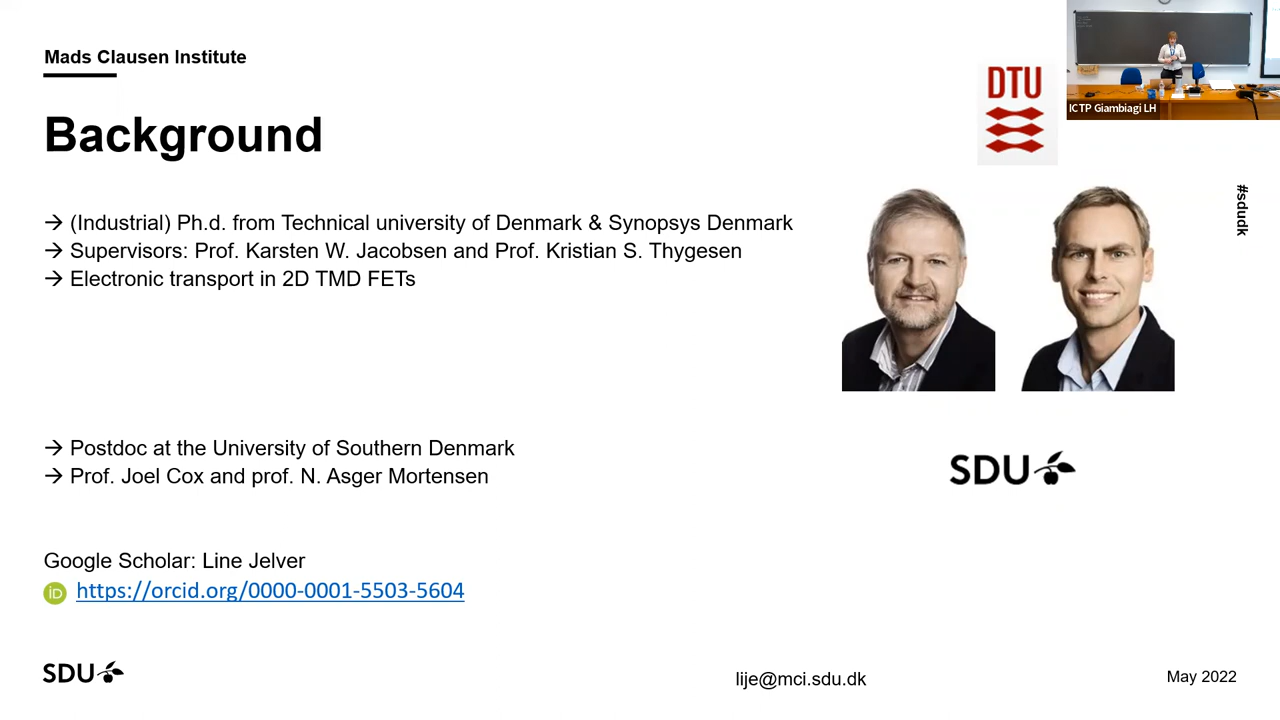 Mads Clausen Institute
DTU
ICTP Giambiagi LH
Background
#sdudk
→ (Industrial) Ph.d. from Technical university of Denmark & Synopsys Denmark
→ Supervisors: Prof. Karsten W. Jacobsen and Prof. Kristian S. Thygesen
→ Electronic transport in 2D TMD FETs
→ Postdoc at the University of Southern Denmark
→ Prof. Joel Cox and prof. N. Asger Mortensen
SDU
Google Scholar: Line Jelver
iD https://orcid.org/0000-0001-5503-5604
SDU
lije@mci.sdu.dk
May 2022